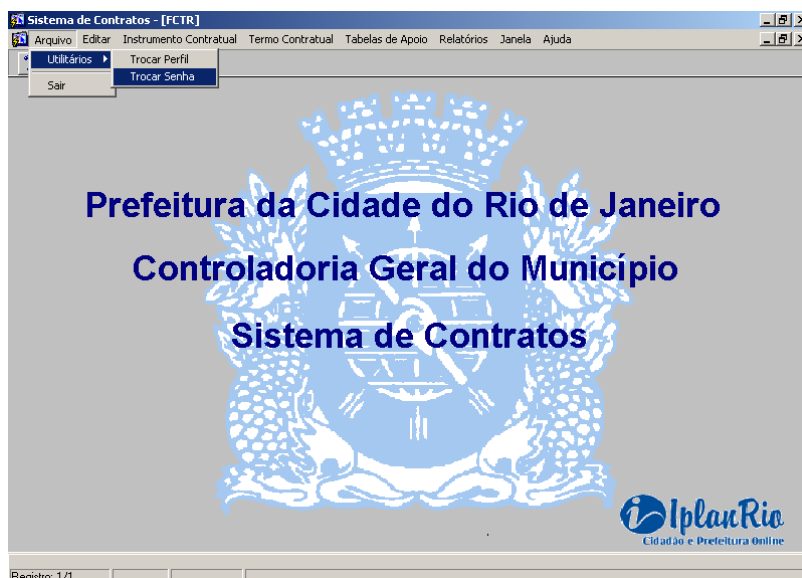 Sistema de Contratos - [FCTR]
Arquivo Editar Instrumento Contratual Termo Contratual Tabelas de Apoio Relatórios Janela Ajuda
Utilitários
Trocar Perfil
Trocar Senha
Sair
Prefeitura da Cidade do Rio de Janeiro
Controladoria Geral do Município
Sistema de Contratos
IplanRio
Cidadão e Prefeitura Online
Registro: 1/1